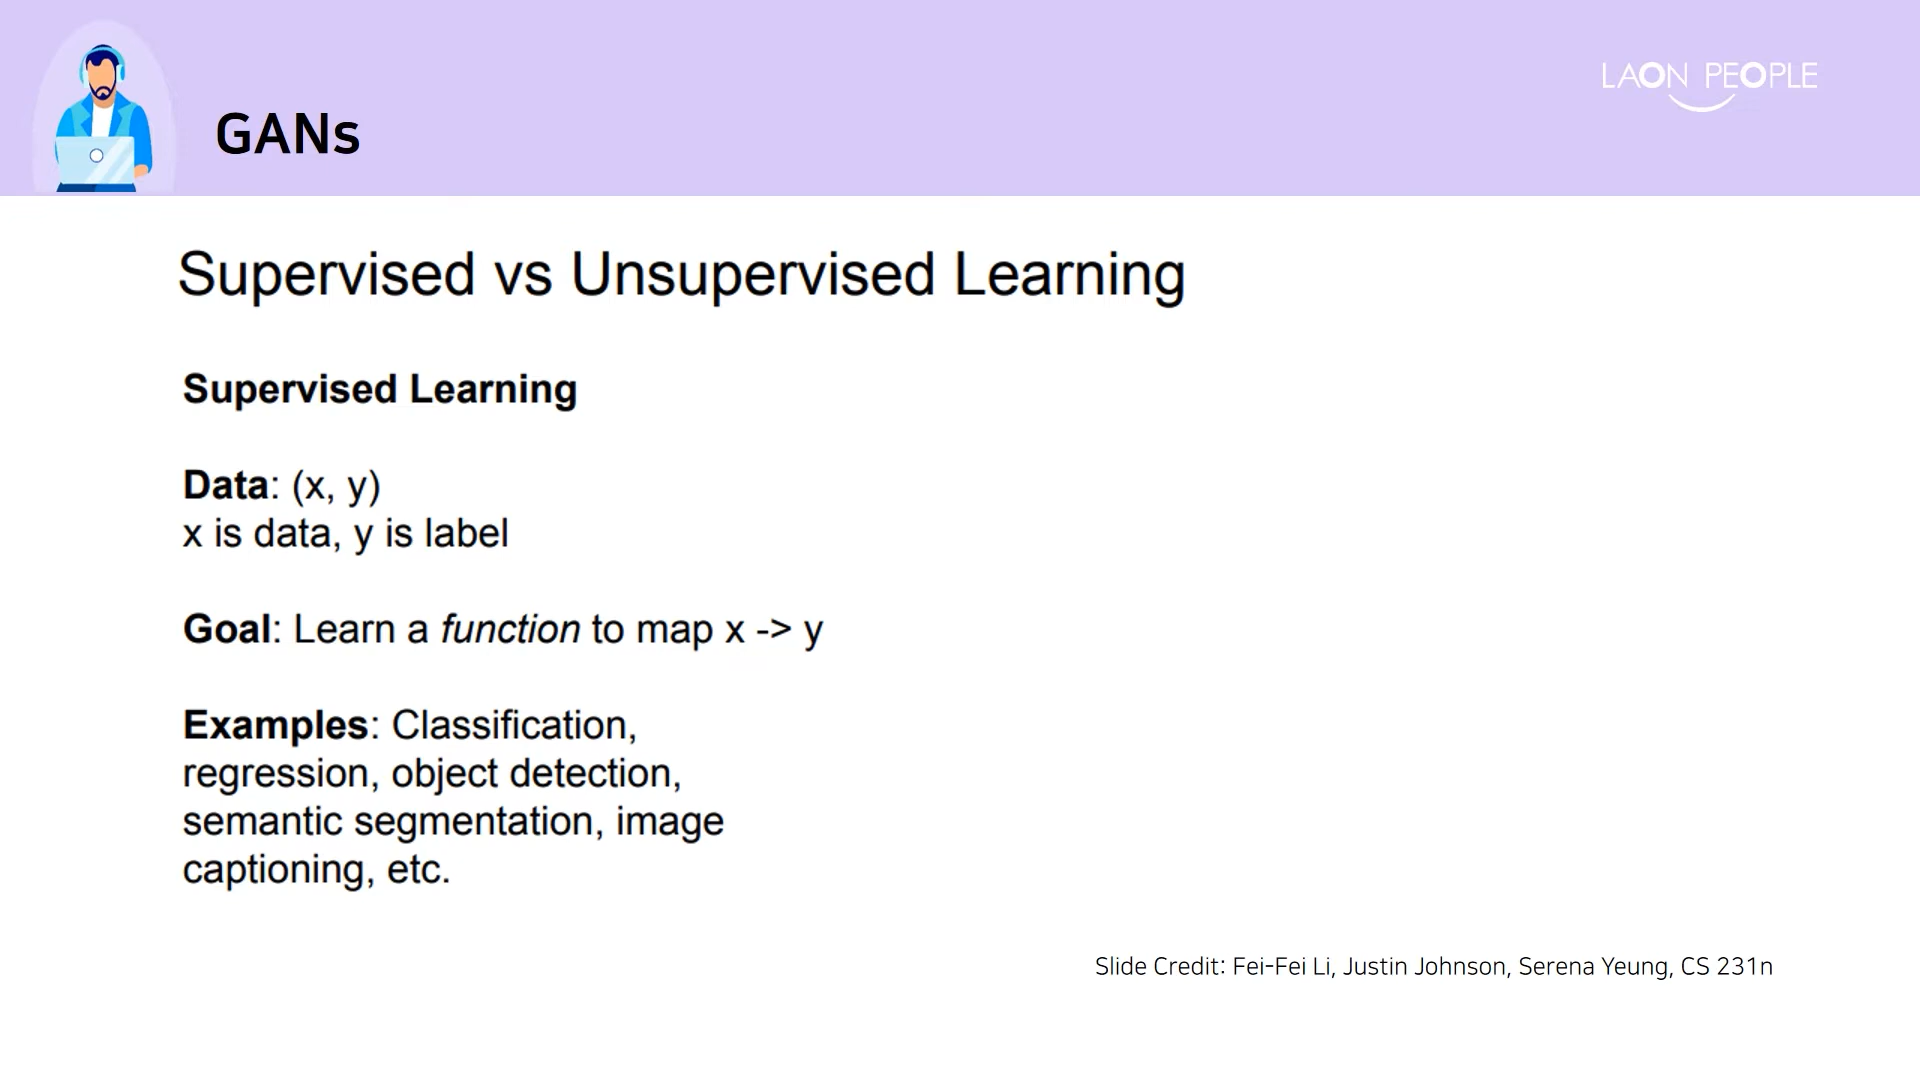 LAON PEOPLE
GANs
Supervised vs Unsupervised Learning
Supervised Learning
Data: (x, y)
x is data, y is label
Goal: Learn a function to map x -> y
Examples: Classification,
regression, object detection,
semantic segmentation, image
captioning, etc.
Slide Credit: Fei-Fei Li, Justin Johnson, Serena Yeung, CS 231n